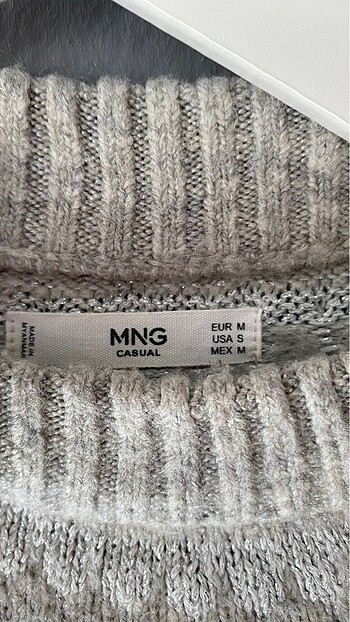 MADE IN
MYANMAR
MNG
CASUAL
EUR M
USA S
MEX M